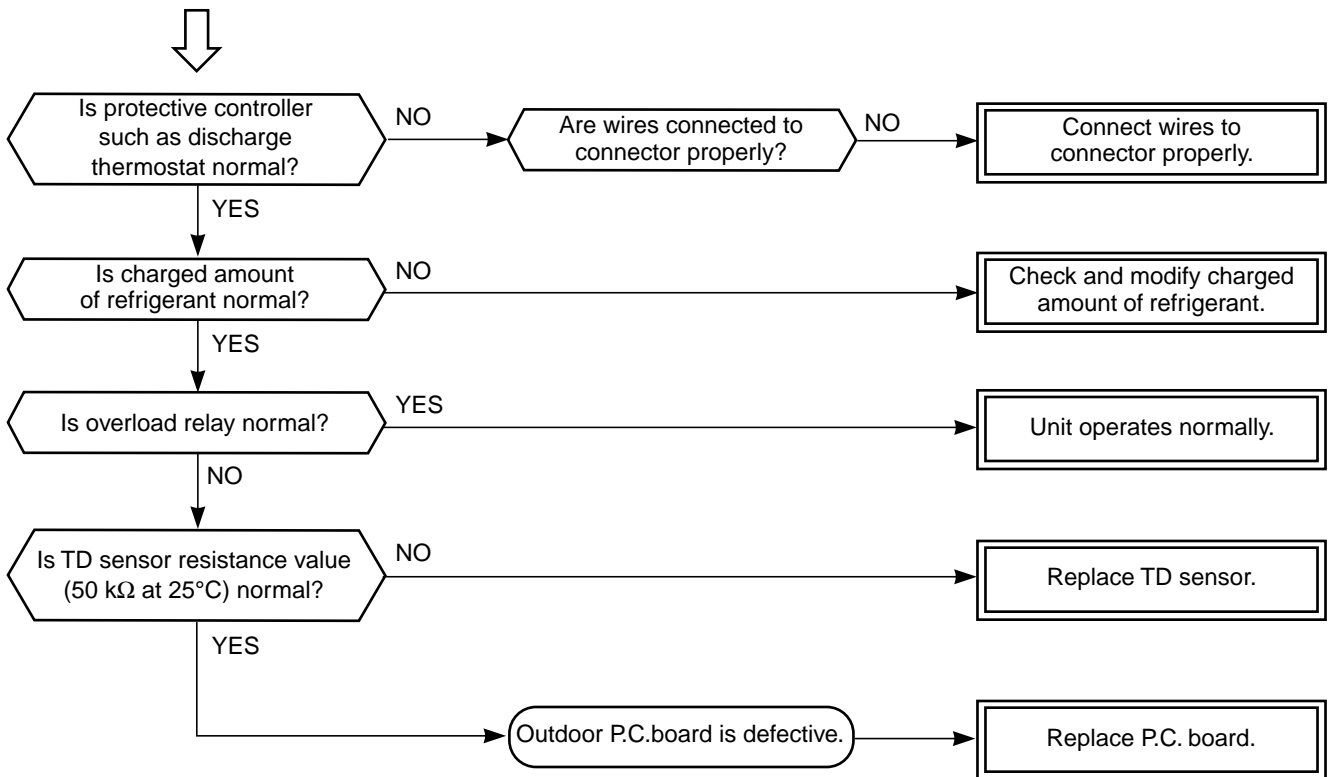 Is protective controller
such as discharge
thermostat normal?
NO
Are wires connected to
connector properly?
NO
Connect wires to
connector properly.
YES
Is charged amount
of refrigerant normal?
NO
Check and modify charged
amount of refrigerant.
YES
Is overload relay normal?
YES
Unit operates normally.
NO
Is TD sensor resistance value
(50 kΩ at 25°C) normal?
NO
Replace TD sensor.
YES
Outdoor P.C.board is defective.
Replace P.C. board.